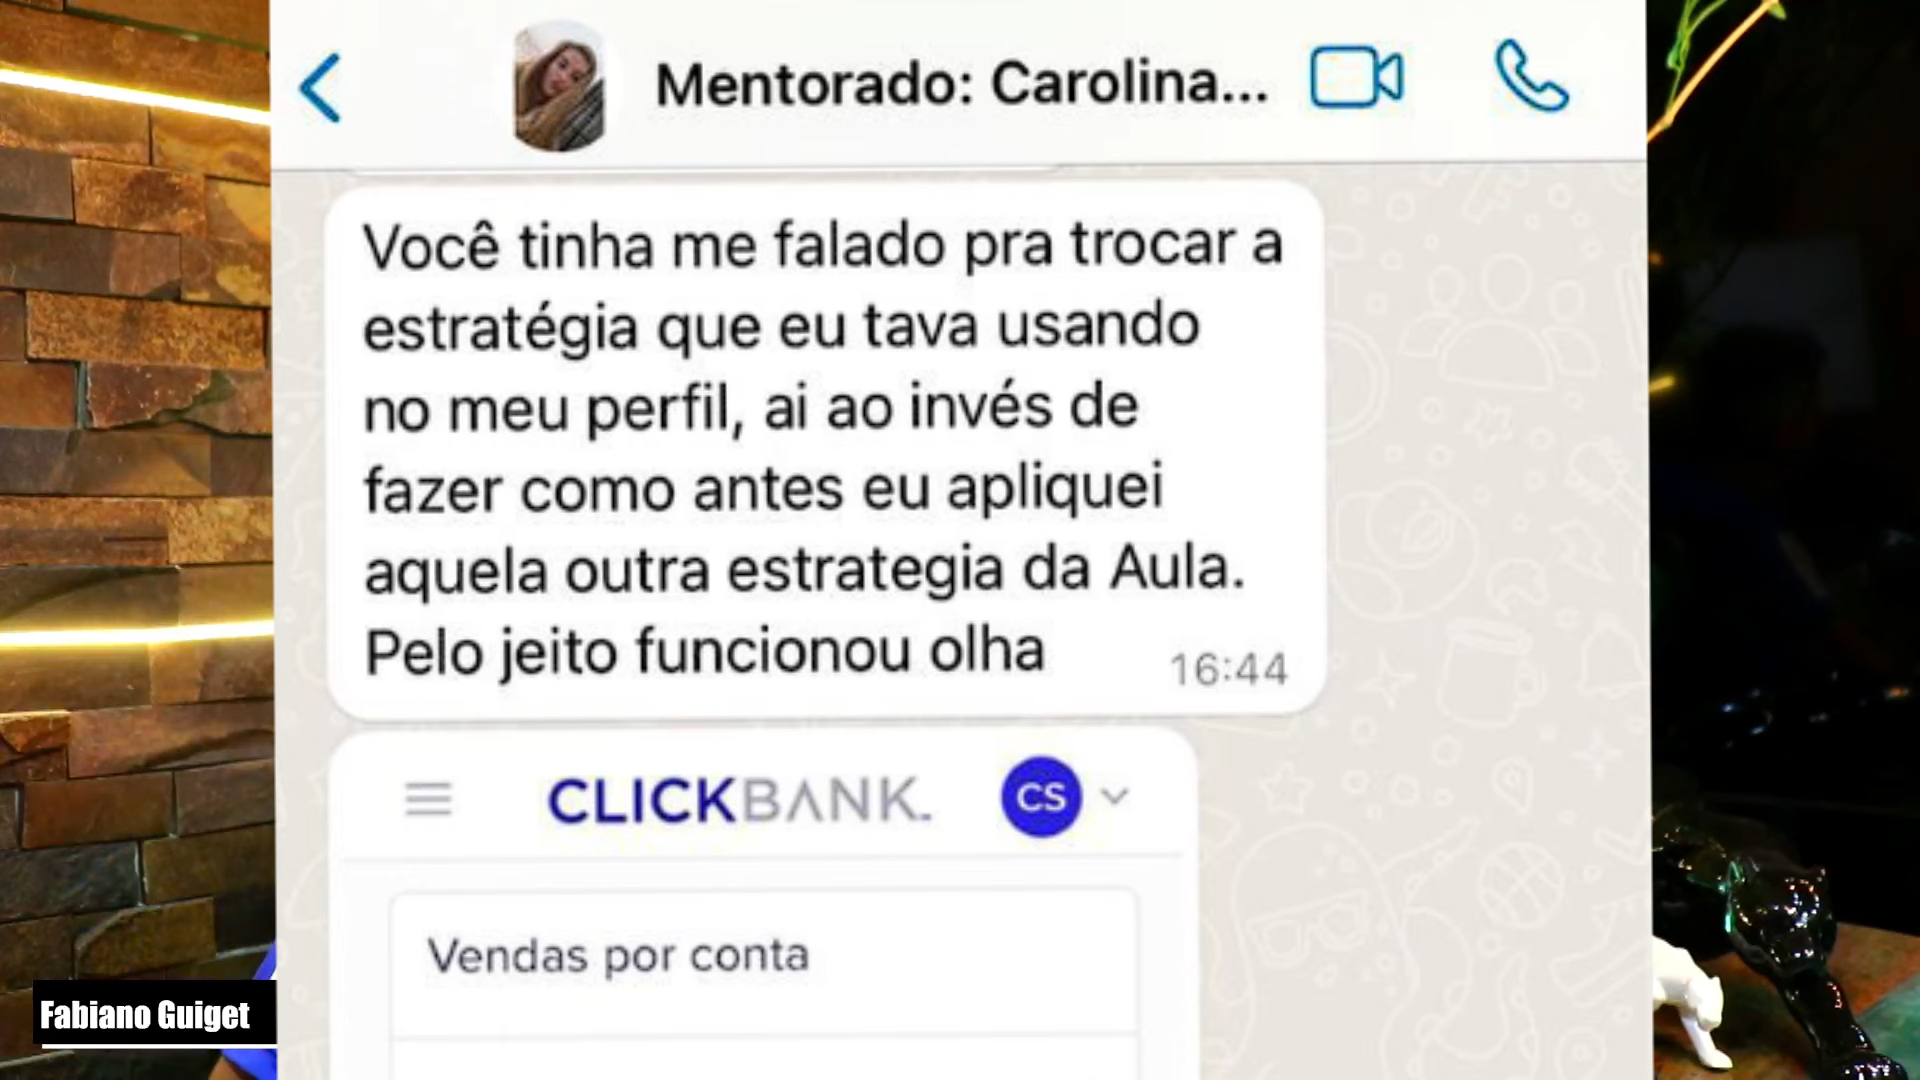 Mentorado: Carolina...
Você tinha me falado pra trocar a
estratégia que eu tava usando
no meu perfil, ai ao invés de
fazer como antes eu apliquei
aquela outra estrategia da Aula.
Pelo jeito funcionou olha
16:44
CLICKBANK
CS
Vendas por conta
Fabiano Guiget